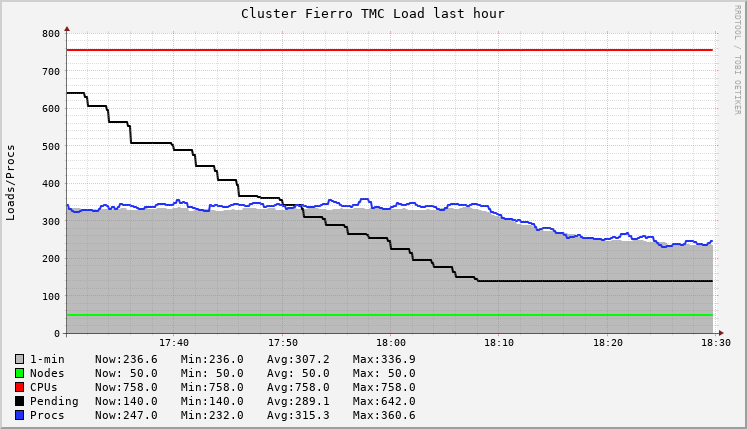 Cluster Fierro TMC Load last hour
RRDTOOL / TOBI OETIKER
Loads/Procs
800
700
600
500
400
300
200
100
0
17:40 17:50 18:00 18:10 18:20 18:30
1-min Now:236.6 Min:236.0 Avg:307.2 Max:336.9
Nodes Now: 50.0 Min: 50.0 Avg: 50.0 Max: 50.0
CPUs Now:758.0 Min:758.0 Avg:758.0 Max:758.0
Pending Now:140.0 Min:140.0 Avg:289.1 Max:642.0
Procs Now:247.0 Min:232.0 Avg:315.3 Max:360.6